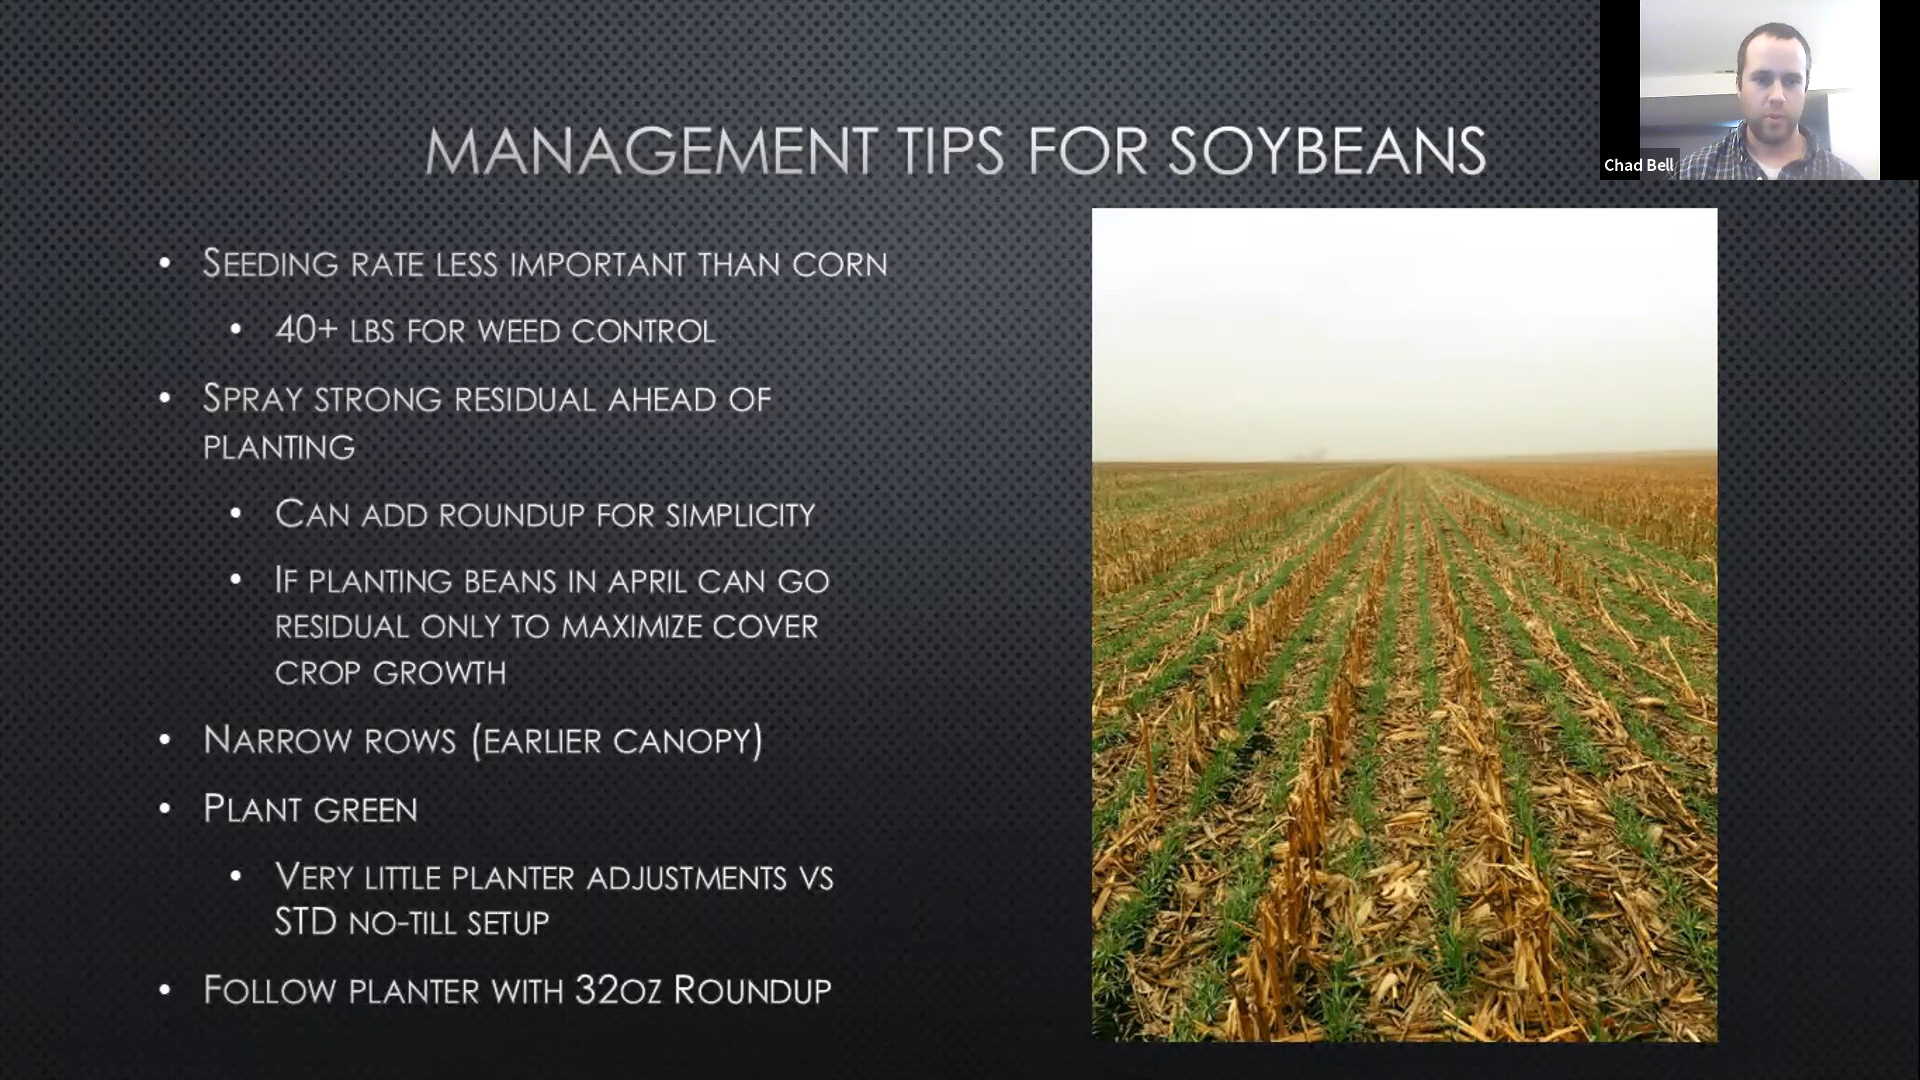 MANAGEMENT TIPS FOR SOYBEANS
Chad Bell
• SEEDING RATE LESS IMPORTANT THAN CORN
• 40+ LBS FOR WEED CONTROL
• SPRAY STRONG RESIDUAL AHEAD OF
PLANTING
• CAN ADD ROUNDUP FOR SIMPLICITY
• IF PLANTING BEANS IN APRIL CAN GO
RESIDUAL ONLY TO MAXIMIZE COVER
CROP GROWTH
• NARROW ROWS (EARLIER CANOPY)
• PLANT GREEN
• VERY LITTLE PLANTER ADJUSTMENTS VS
STD NO-TILL SETUP
• FOLLOW PLANTER WITH 32OZ ROUNDUP